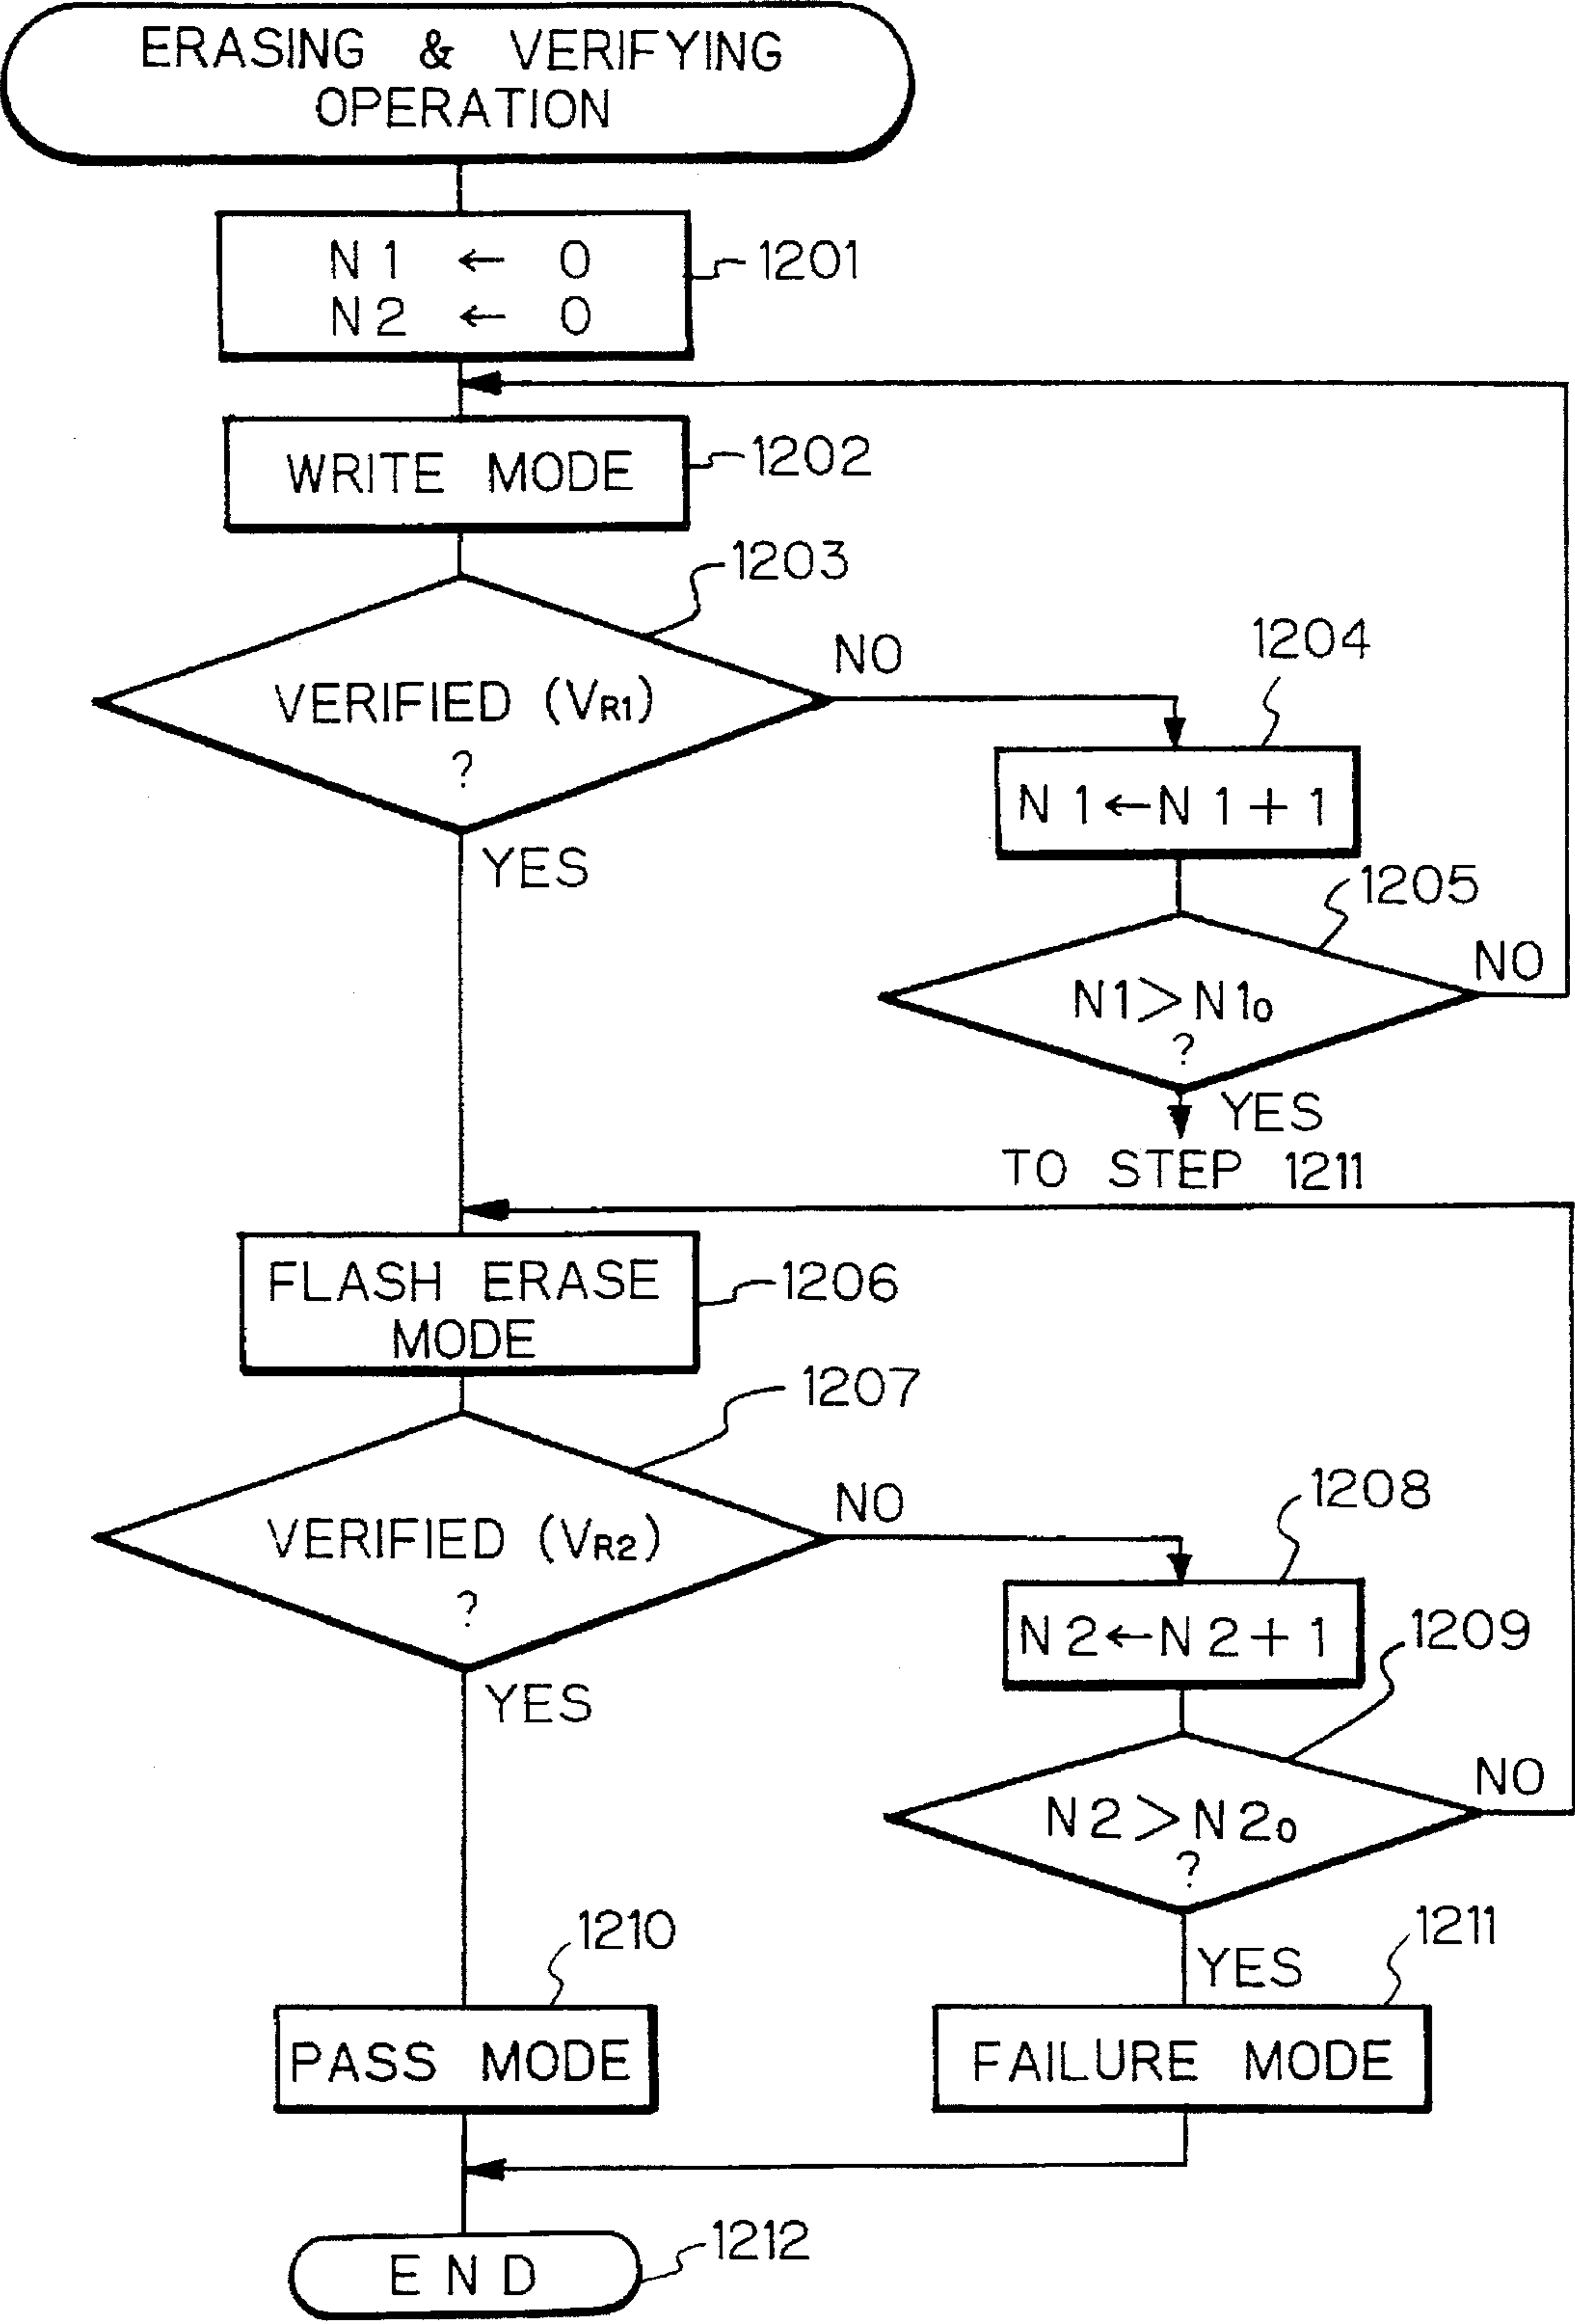 ERASING & VERIFYING
OPERATION
N1 ← 0
N2 ← 0
1201
WRITE MODE
1202
1203
VERIFIED (VR1)
?
NO
YES
1204
N1←N1+1
1205
N1>N10
?
NO
YES
TO STEP 1211
FLASH ERASE
MODE
1206
1207
VERIFIED (VR2)
?
NO
YES
1208
N2←N2+1
1209
N2>N20
?
NO
YES
1210
PASS MODE
1211
FAILURE MODE
END
1212